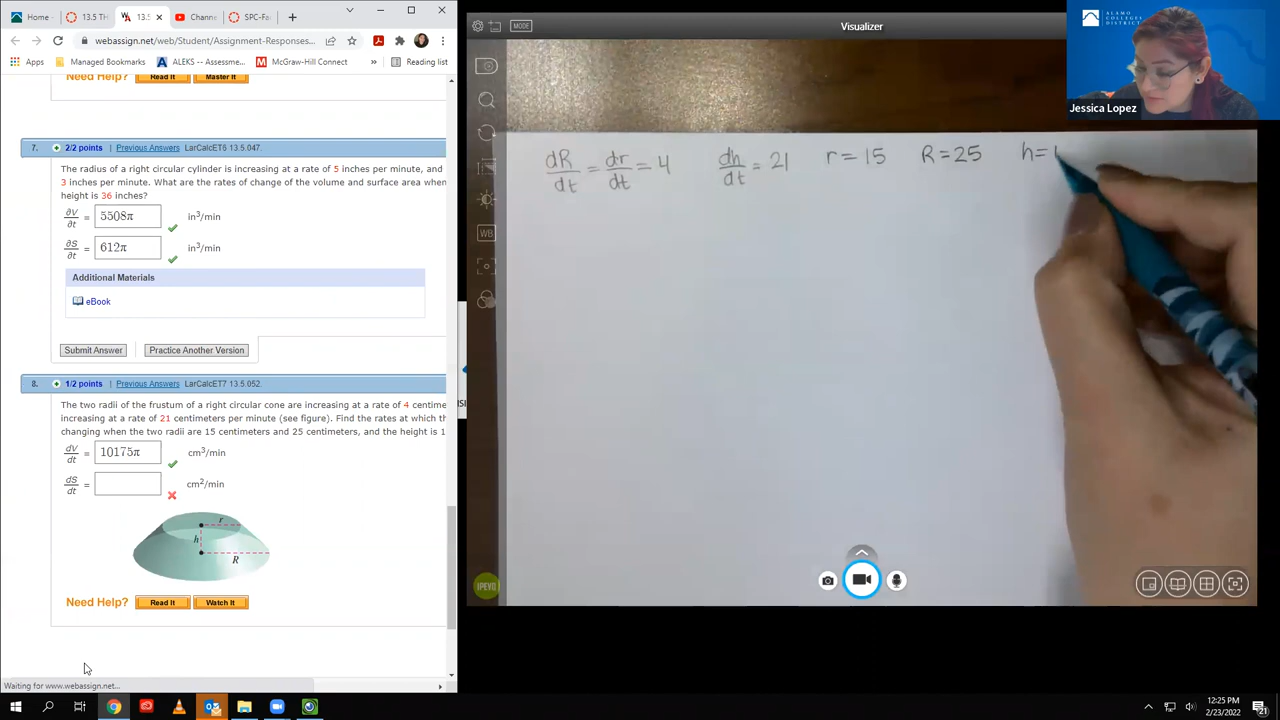 Home
13.5 TH
13.5
Channe
SPC-Fac
webassign.net/web/Student/Assignment-Responses...
Apps
Managed Bookmarks
ALEKS -- Assessme...
McGraw-Hill Connect
»
Reading list
Need Help? Read It Master It
7. 2/2 points | Previous Answers LarCalcET6 13.5.047.
The radius of a right circular cylinder is increasing at a rate of 5 inches per minute, and
3 inches per minute. What are the rates of change of the volume and surface area when
height is 36 inches?
∂V/∂t = 5508π in³/min
∂S/∂t = 612π in³/min
Additional Materials
eBook
Submit Answer Practice Another Version
8. 1/2 points | Previous Answers LarCalcET7 13.5.052.
The two radii of the frustum of a right circular cone are increasing at a rate of 4 centime
increasing at a rate of 21 centimeters per minute (see figure). Find the rates at which th
changing when the two radii are 15 centimeters and 25 centimeters, and the height is 1
dV/dt = 10175π cm³/min
dS/dt = cm²/min
r
h
R
Need Help? Read It Watch It
Waiting for www.webassign.net...
Visualizer
MODE
WB
dR/dt = dr/dt = 4 dh/dt = 21 r = 15 R = 25 h = 1
IPEVO
ALAMO
COLLEGES
DISTRICT
Jessica Lopez
12:25 PM
2/23/2022
21